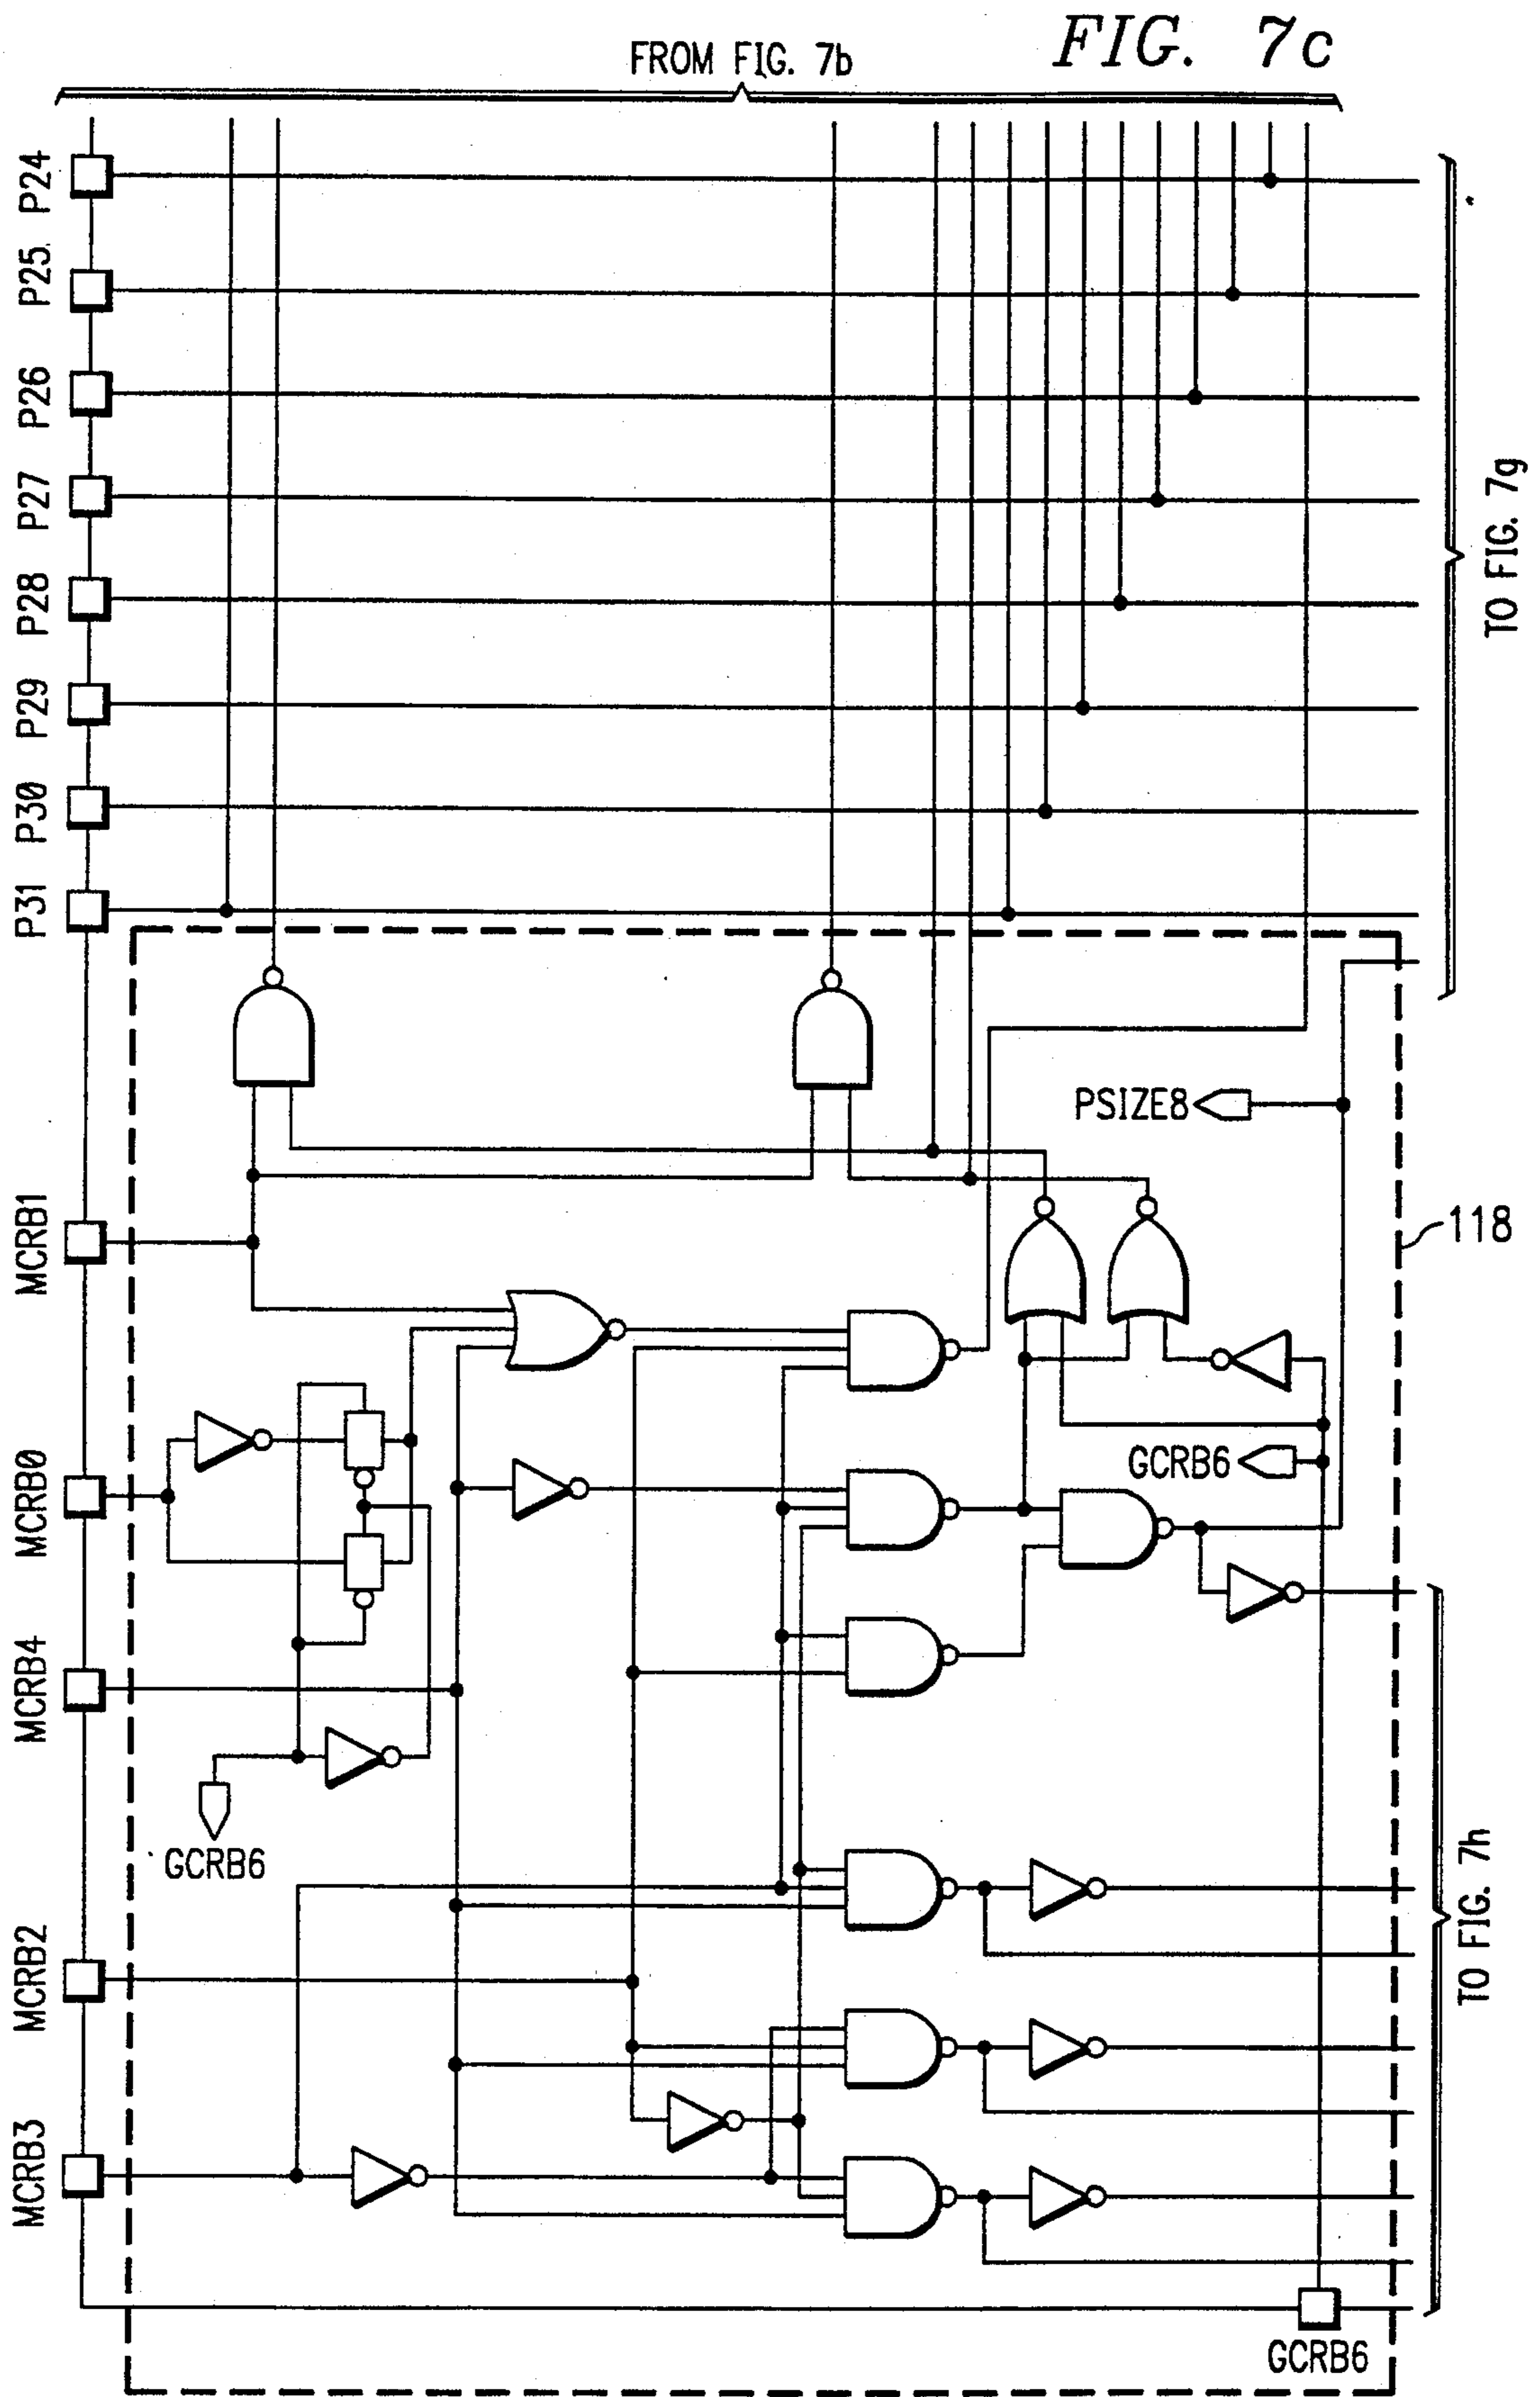 FIG. 7c
FROM FIG. 7b
P24
P25
P26
P27
P28
P29
P30
P31
TO FIG. 7g
PSIZE8
MCRB1
118
GCRB6
MCRB0
MCRB4
GCRB6
MCRB2
TO FIG. 7h
MCRB3
GCRB6